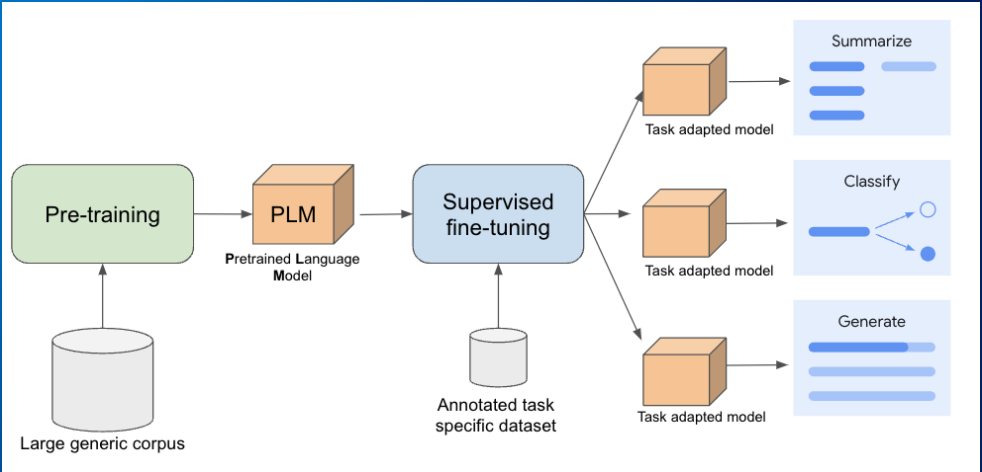 Summarize
Task adapted model
Pre-training
PLM
Pretrained Language
Model
Supervised
fine-tuning
Classify
Task adapted model
Large generic corpus
Annotated task
specific dataset
Generate
Task adapted model